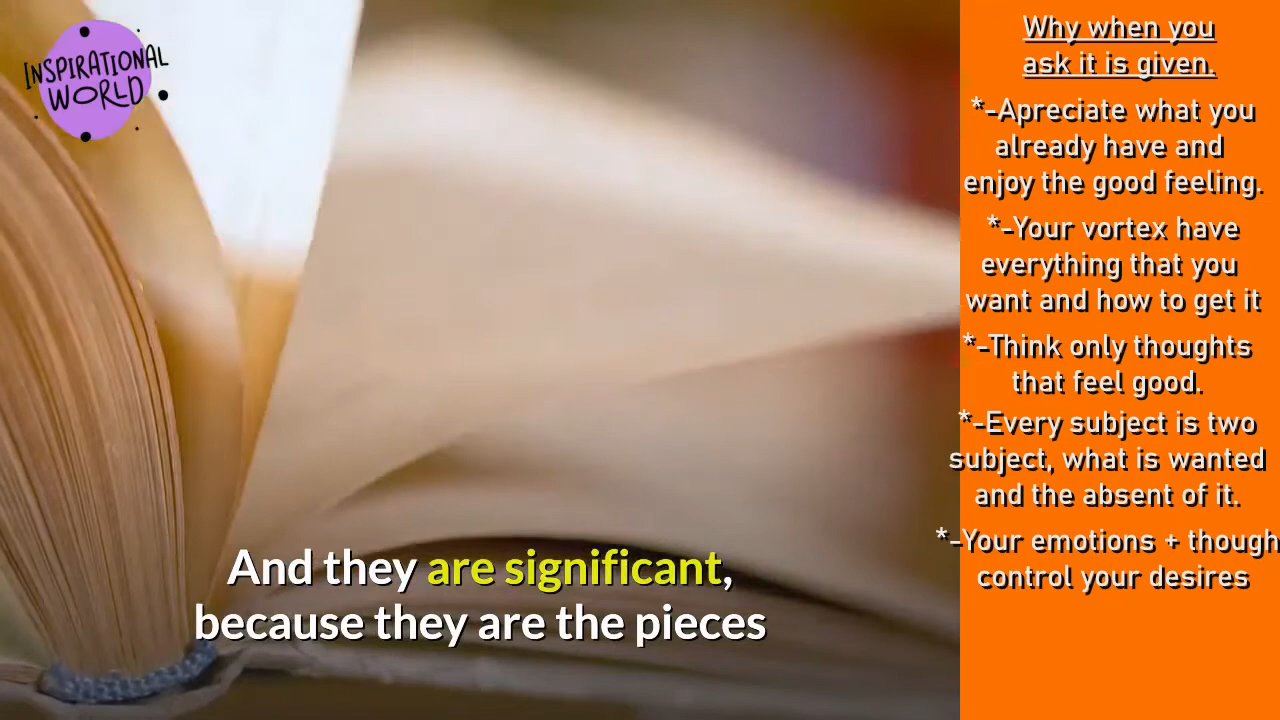 INSPIRATIONAL
WORLD
Why when you
ask it is given.
*-Apreciate what you
already have and
enjoy the good feeling.
*-Your vortex have
everything that you
want and how to get it
*-Think only thoughts
that feel good.
*-Every subject is two
subject, what is wanted
and the absent of it.
*-Your emotions + though
control your desires
And they are significant,
because they are the pieces